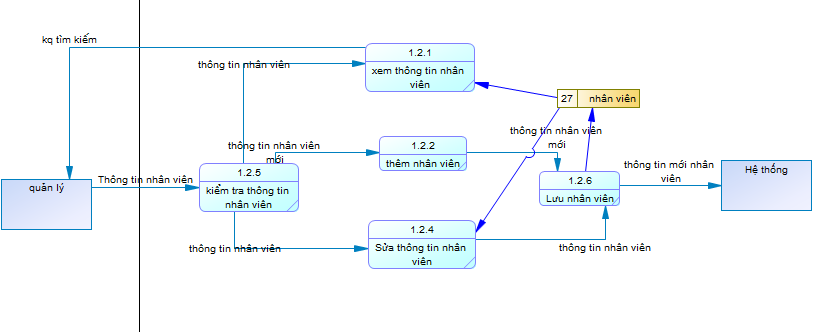 kq tìm kiếm
1.2.1
xem thông tin nhân
viên
thông tin nhân viên
27 nhân viên
thông tin nhân viên
mới
1.2.2
thêm nhân viên
thông tin nhân viên
mới
quản lý
Thông tin nhân viên
1.2.5
kiểm tra thông tin
nhân viên
1.2.6
Lưu nhân viên
thông tin mới nhân
viên
Hệ thống
1.2.4
Sửa thông tin nhân
viên
thông tin nhân viên
thông tin nhân viên